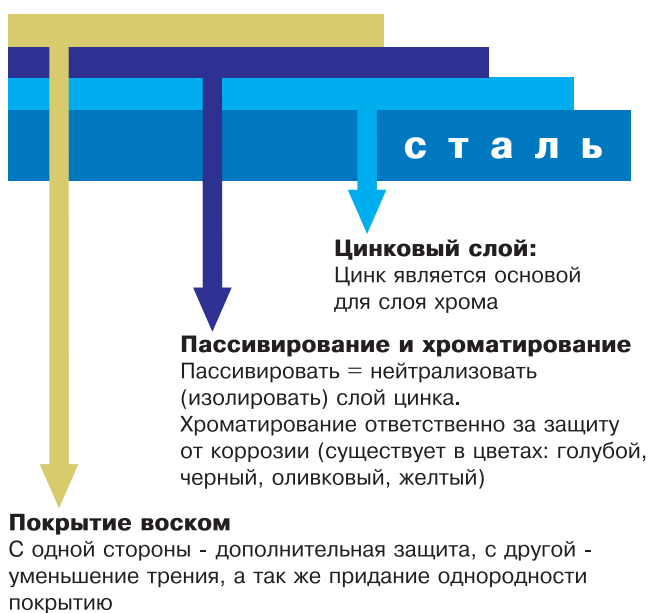 сталь
Цинковый слой:
Цинк является основой
для слоя хрома
Пассивирование и хроматирование
Пассивировать = нейтрализовать
(изолировать) слой цинка.
Хроматирование ответственно за защиту
от коррозии (существует в цветах: голубой,
черный, оливковый, желтый)
Покрытие воском
С одной стороны - дополнительная защита, с другой -
уменьшение трения, а так же придание однородности
покрытию